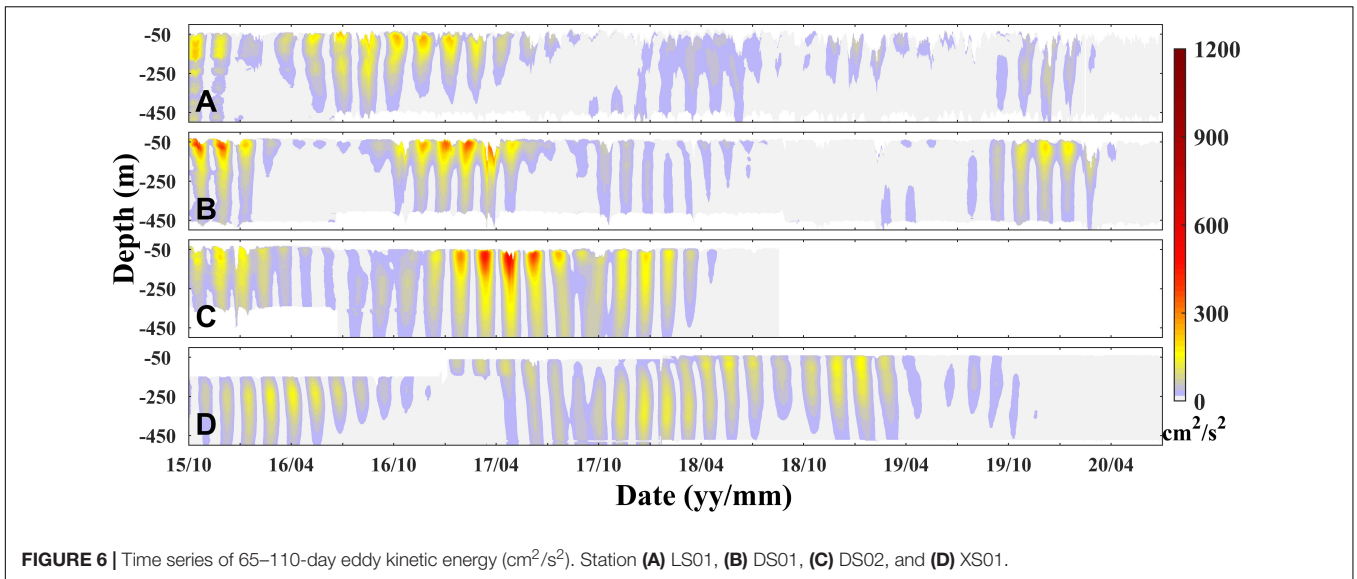 -50
-250
-450
A
-50
-250
-450
B
-50
-250
-450
C
-50
-250
-450
D
Depth (m)
15/10 16/04 16/10 17/04 17/10 18/04 18/10 19/04 19/10 20/04
Date (yy/mm)
1200
900
600
300
0
cm²/s²
FIGURE 6 | Time series of 65–110-day eddy kinetic energy (cm²/s²). Station (A) LS01, (B) DS01, (C) DS02, and (D) XS01.